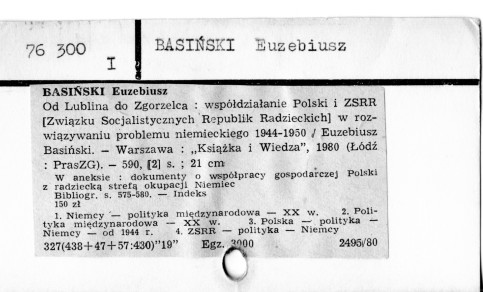 76 300
I
BASIŃSKI Euzebiusz
BASIŃSKI Euzebiusz
Od Lublina do Zgorzelca : współdziałanie Polski i ZSRR
[Związku Socjalistycznych Republik Radzieckich] w roz-
wiązywaniu problemu niemieckiego 1944-1950 / Euzebiusz
Basiński. – Warszawa : „Książka i Wiedza", 1980 (Łódź
: PrasZG). – 590, [2] s. ; 21 cm
W aneksie : dokumenty o współpracy gospodarczej Polski
z radziecką strefą okupacji Niemiec
Bibliogr. s. 575-580. – Indeks
150 zł
1. Niemcy – polityka międzynarodowa – XX w. 2. Poli-
tyka międzynarodowa – XX w. 3. Polska – polityka –
Niemcy – od 1944 r. 4. ZSRR – polityka – Niemcy
327(438+47+57:430)"19" Egz. 3000 2495/80